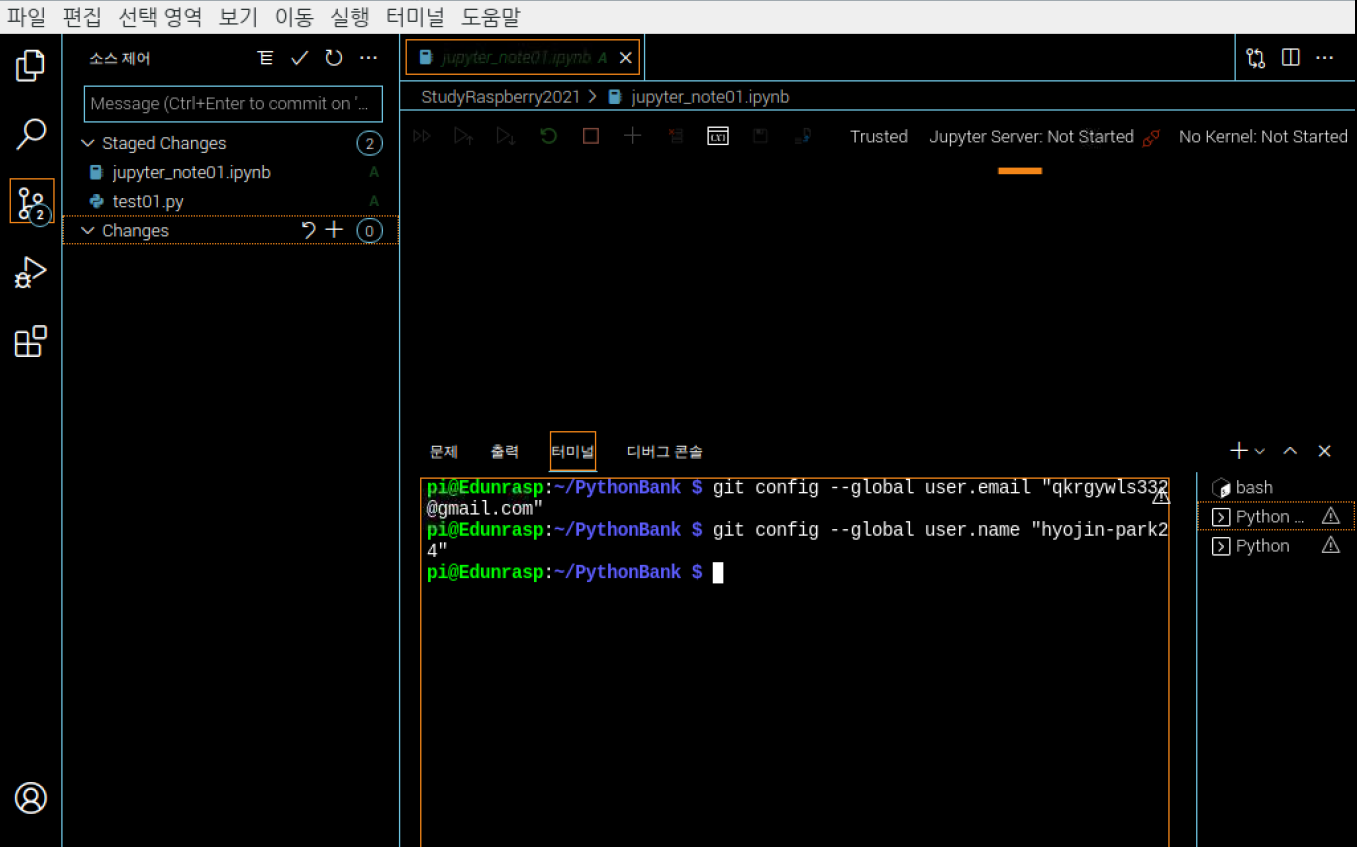 파일 편집 선택 영역 보기 이동 실행 터미널 도움말
소스 제어
Message (Ctrl+Enter to commit on '...
Staged Changes 2
jupyter_note01.ipynb A
test01.py A
Changes 0
2
jupyter_note01.ipynb A
StudyRaspberry2021 > jupyter_note01.ipynb
Trusted Jupyter Server: Not Started No Kernel: Not Started
문제 출력 터미널 디버그 콘솔
pi@Edunrasp:~/PythonBank $ git config --global user.email "qkrgywls332
@gmail.com"
pi@Edunrasp:~/PythonBank $ git config --global user.name "hyojin-park2
4"
pi@Edunrasp:~/PythonBank $
bash
Python ...
Python